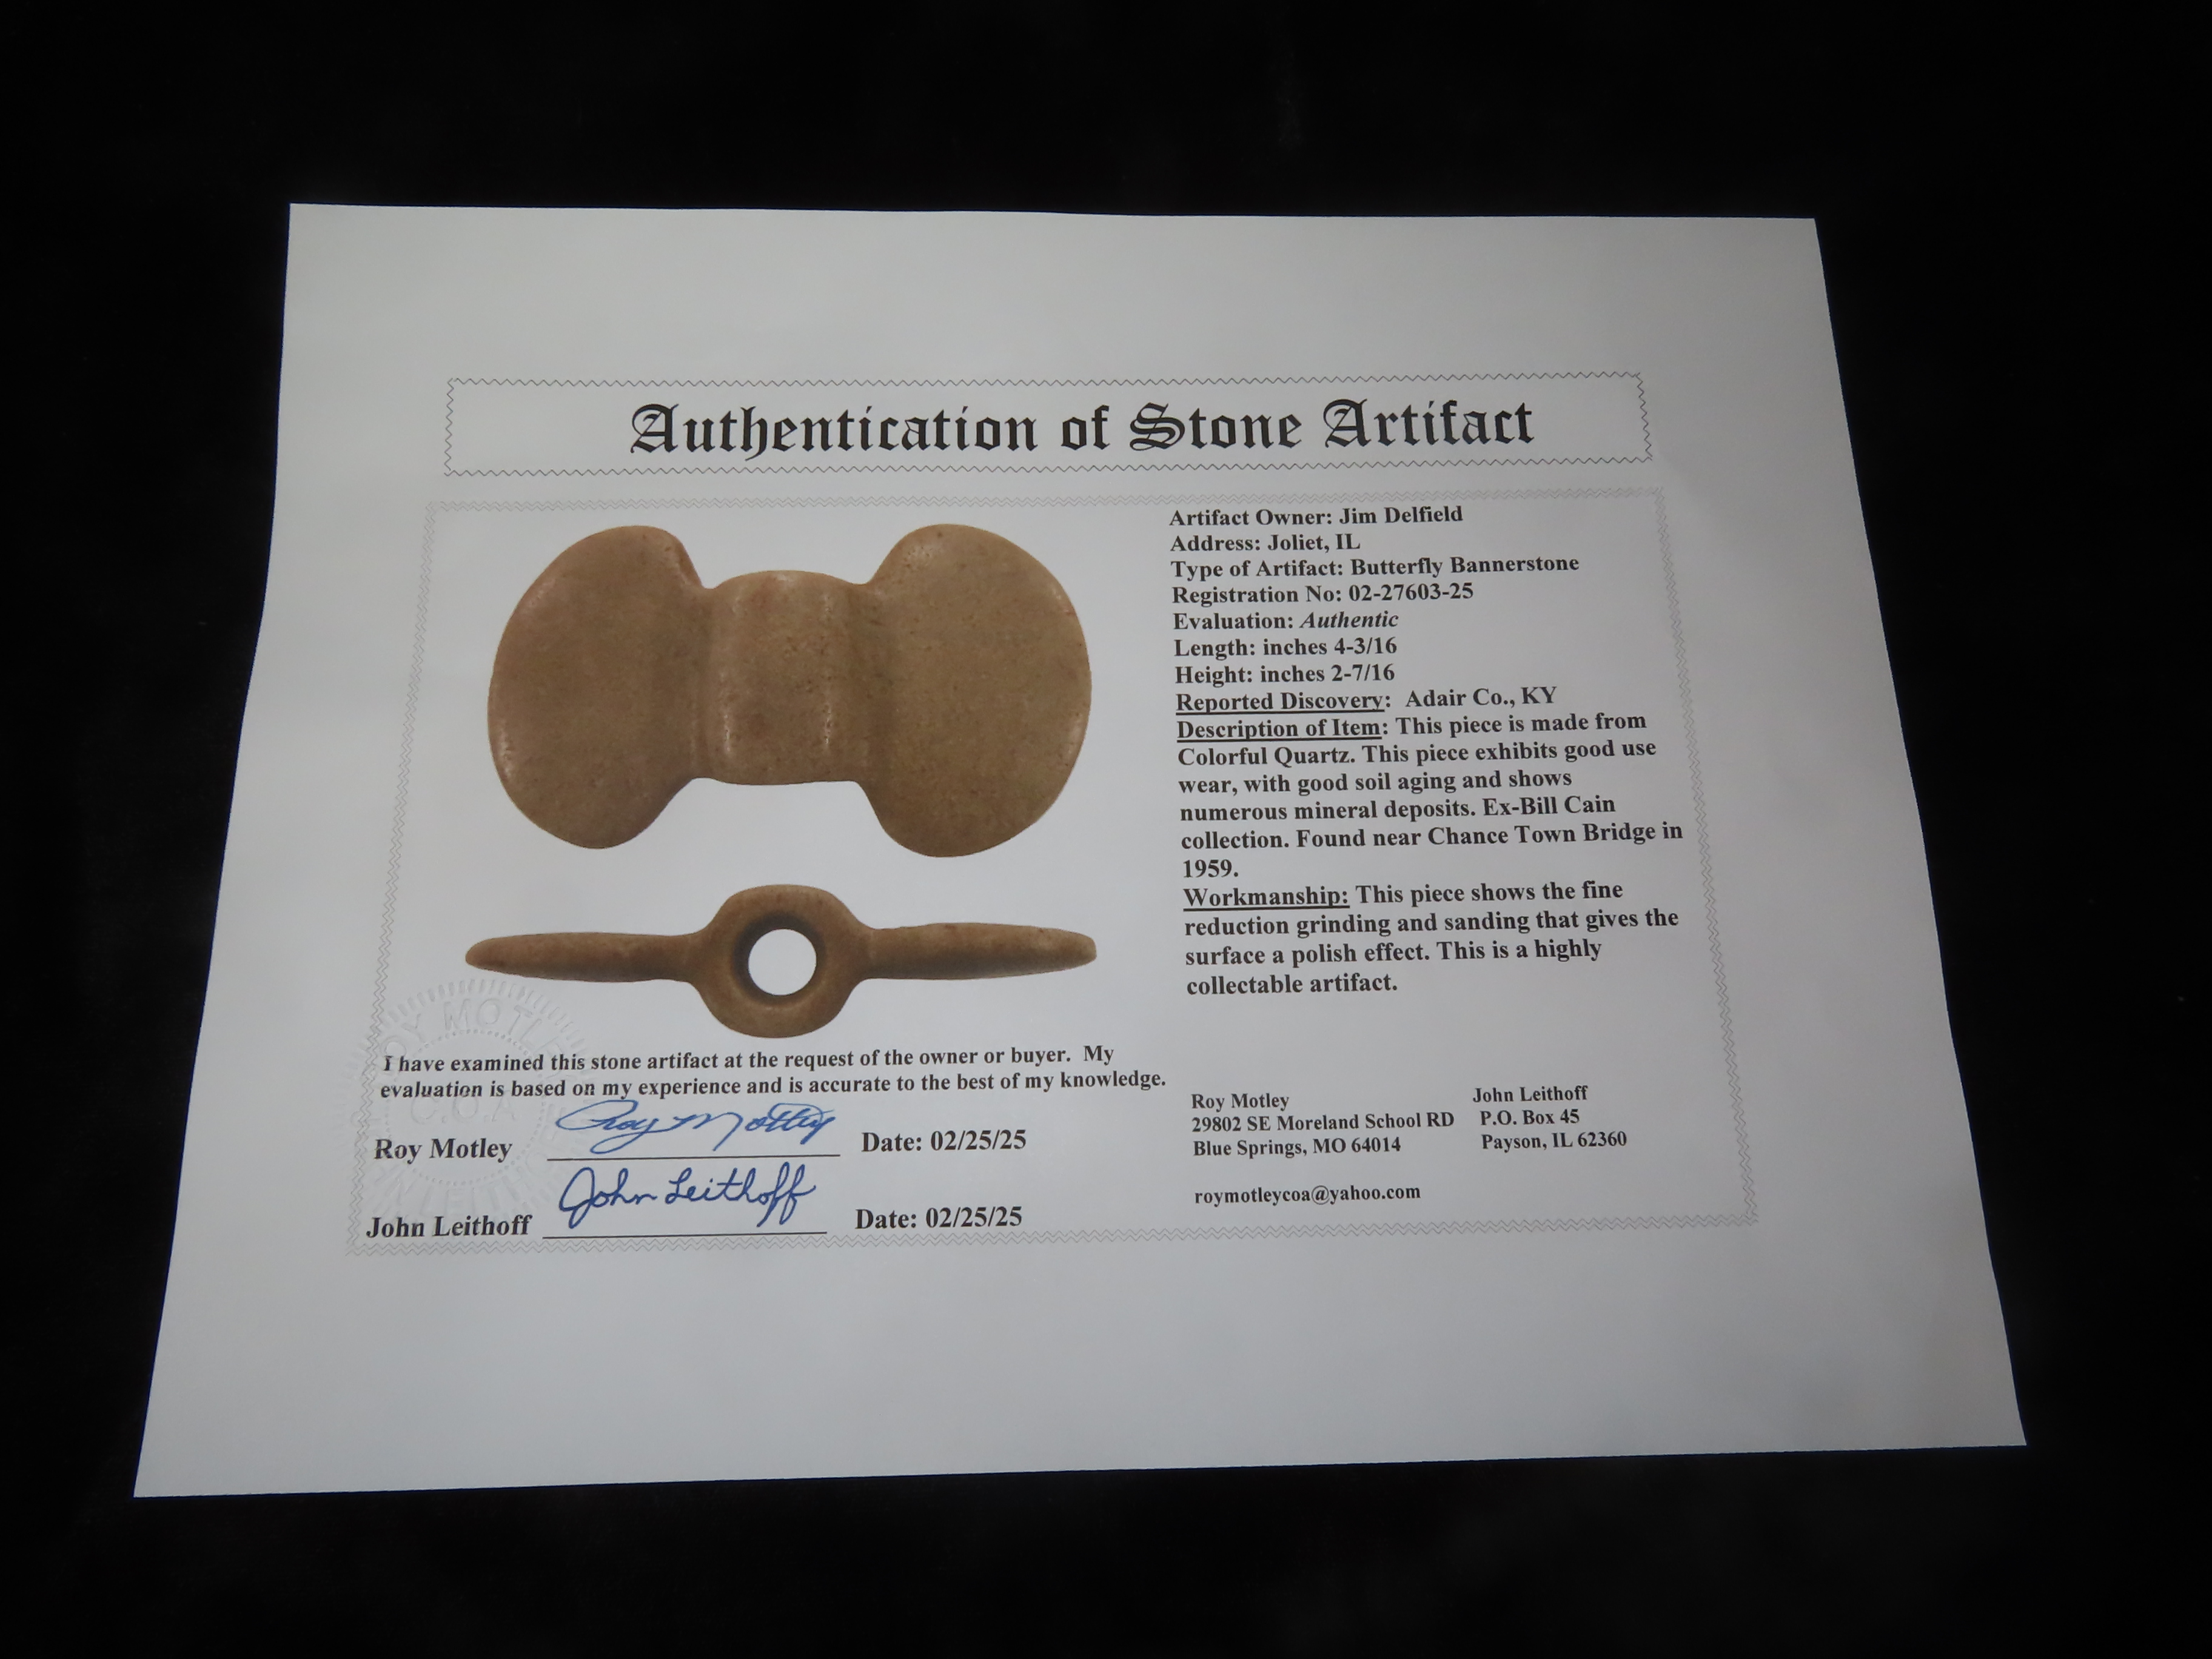 Authentication of Stone Artifact
Artifact Owner: Jim Delfield
Address: Joliet, IL
Type of Artifact: Butterfly Bannerstone
Registration No: 02-27603-25
Evaluation: Authentic
Length: inches 4-3/16
Height: inches 2-7/16
Reported Discovery: Adair Co., KY
Description of Item: This piece is made from
Colorful Quartz. This piece exhibits good use
wear, with good soil aging and shows
numerous mineral deposits. Ex-Bill Cain
collection. Found near Chance Town Bridge in
1959.
Workmanship: This piece shows the fine
reduction grinding and sanding that gives the
surface a polish effect. This is a highly
collectable artifact.
ROY MOTLEY
C.O.A
I have examined this stone artifact at the request of the owner or buyer. My
evaluation is based on my experience and is accurate to the best of my knowledge.
Roy Motley Roy Motley Date: 02/25/25
John Leithoff John Leithoff Date: 02/25/25
Roy Motley
29802 SE Moreland School RD
Blue Springs, MO 64014
roymotleycoa@yahoo.com
John Leithoff
P.O. Box 45
Payson, IL 62360